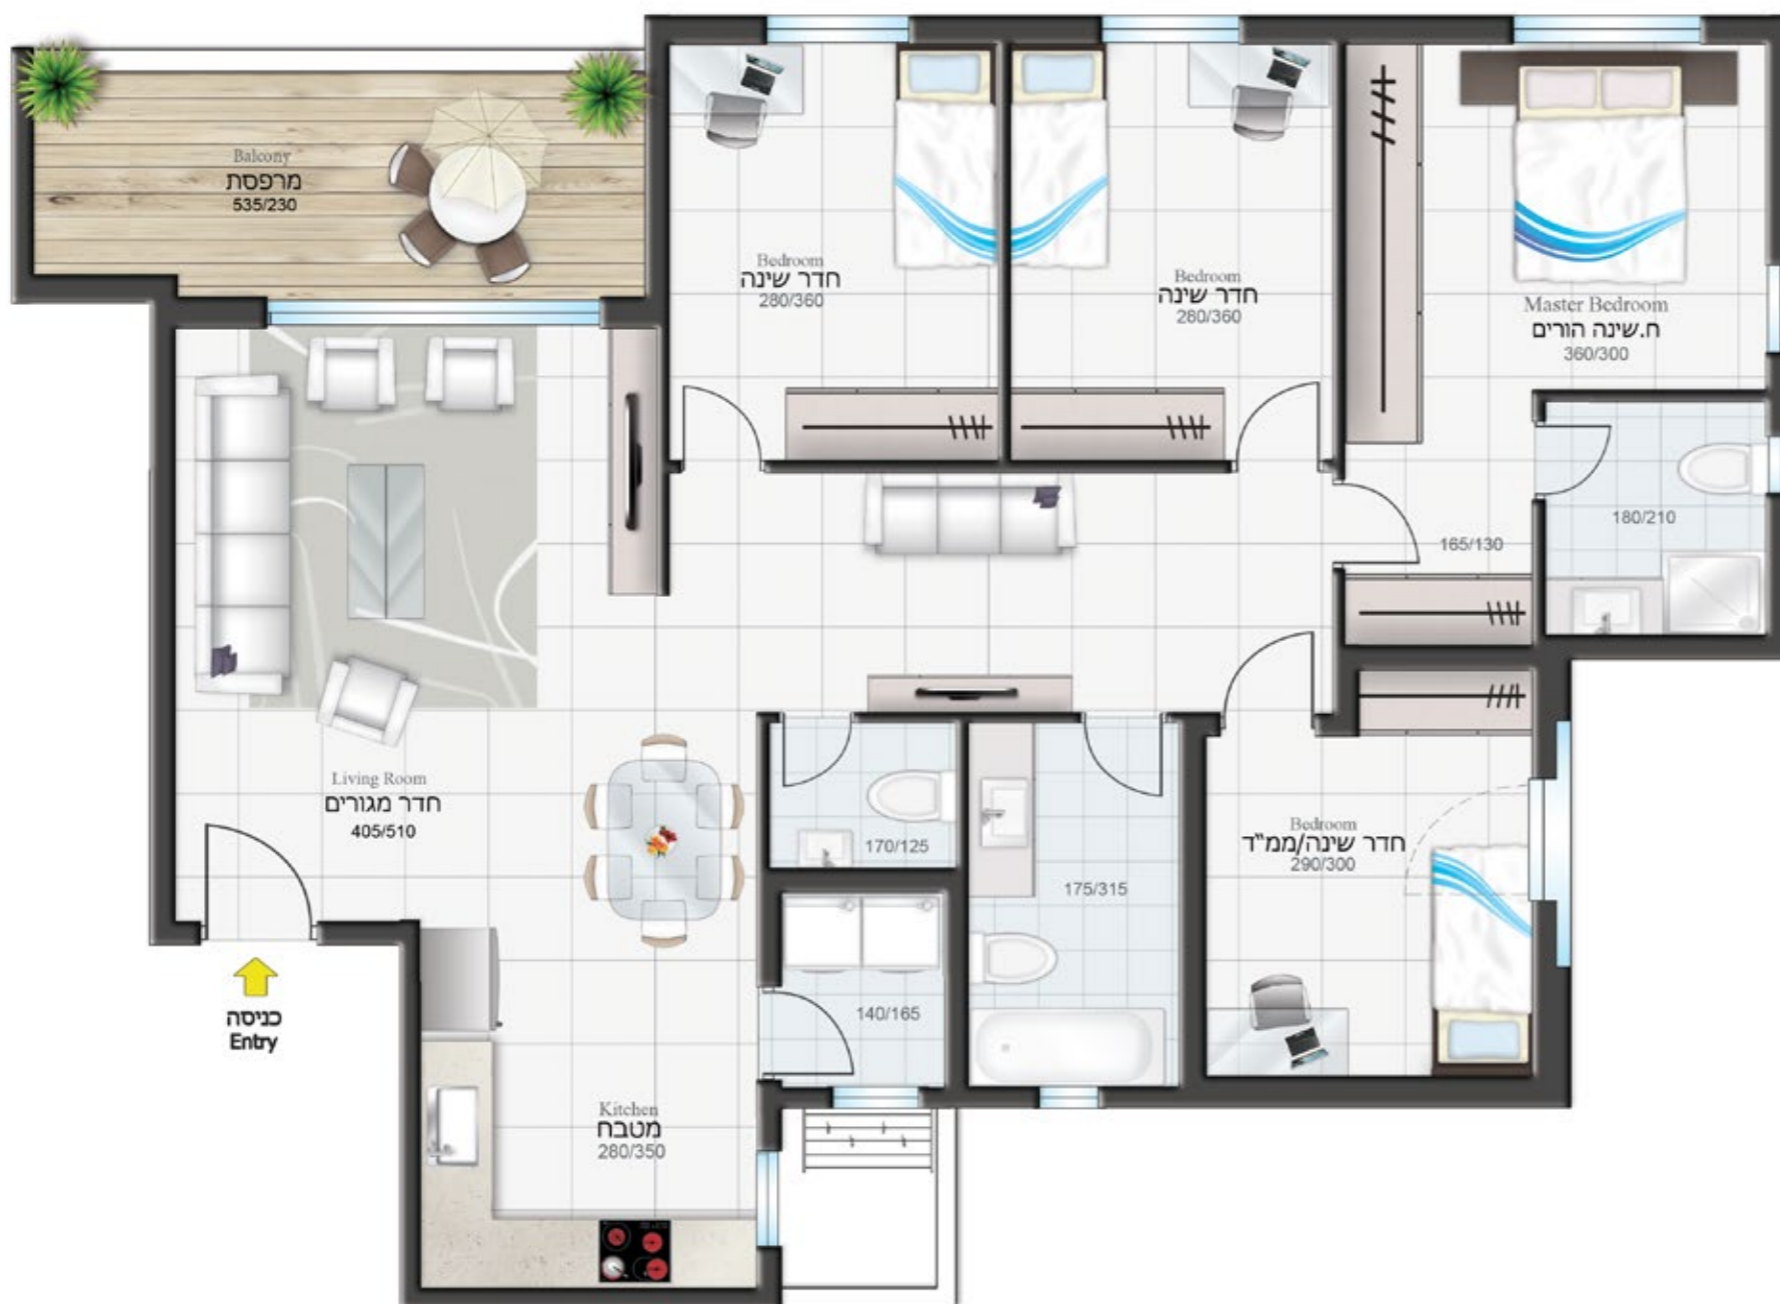 Balcony
מרפסת
535/230
Bedroom
חדר שינה
280/360
Bedroom
חדר שינה
280/360
Master Bedroom
ח.שינה הורים
360/300
180/210
165/130
Living Room
חדר מגורים
405/510
170/125
175/315
Bedroom
חדר שינה/ממ"ד
290/300
140/165
כניסה
Entry
Kitchen
מטבח
280/350